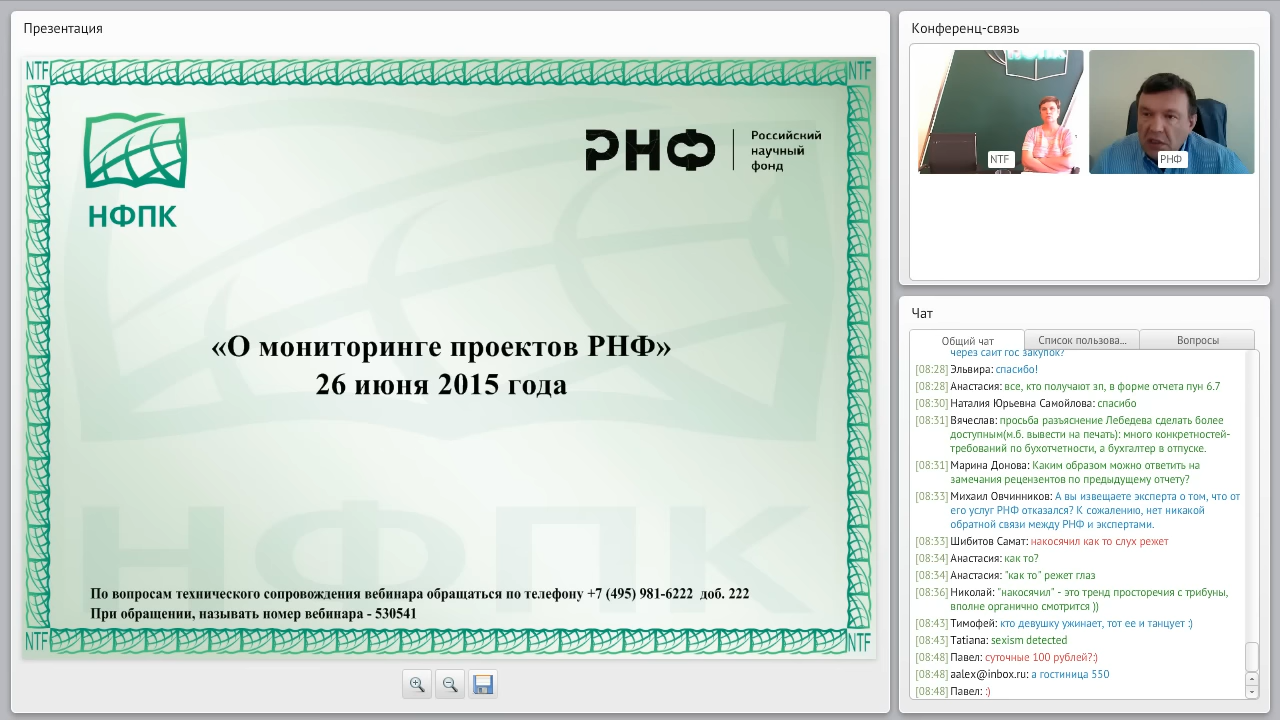 Презентация
NTF
NTF
НФПК
РНФ
Российский
научный
фонд
«О мониторинге проектов РНФ»
26 июня 2015 года
НФПК
По вопросам технического сопровождения вебинара обращаться по телефону +7 (495) 981-6222 доб. 222
При обращении, называть номер вебинара - 530541
NTF
NTF
Конференц-связь
NTF
РНФ
Чат
Общий чат
Список пользова...
Вопросы
через сайт гос закупок?
[08:28] Эльвира: спасибо!
[08:28] Анастасия: все, кто получают зп, в форме отчета пун 6.7
[08:30] Наталия Юрьевна Самойлова: спасибо
[08:31] Вячеслав: просьба разъяснение Лебедева сделать более
доступным(м.б. вывести на печать): много конкретностей-
требований по бухотчетности, а бухгалтер в отпуске.
[08:31] Марина Донова: Каким образом можно ответить на
замечания рецензентов по предыдущему отчету?
[08:33] Михаил Овчинников: А вы извещаете эксперта о том, что от
его услуг РНФ отказался? К сожалению, нет никакой
обратной связи между РНФ и экспертами.
[08:33] Шибитов Самат: накосячил как то слух режет
[08:34] Анастасия: как то?
[08:34] Анастасия: "как то" режет глаз
[08:36] Николай: "накосячил" - это тренд просторечия с трибуны,
вполне органично смотрится ))
[08:43] Тимофей: кто девушку ужинает, тот ее и танцует :)
[08:43] Tatiana: sexism detected
[08:48] Павел: суточные 100 рублей?:)
[08:48] aalex@inbox.ru: а гостиница 550
[08:48] Павел: :)